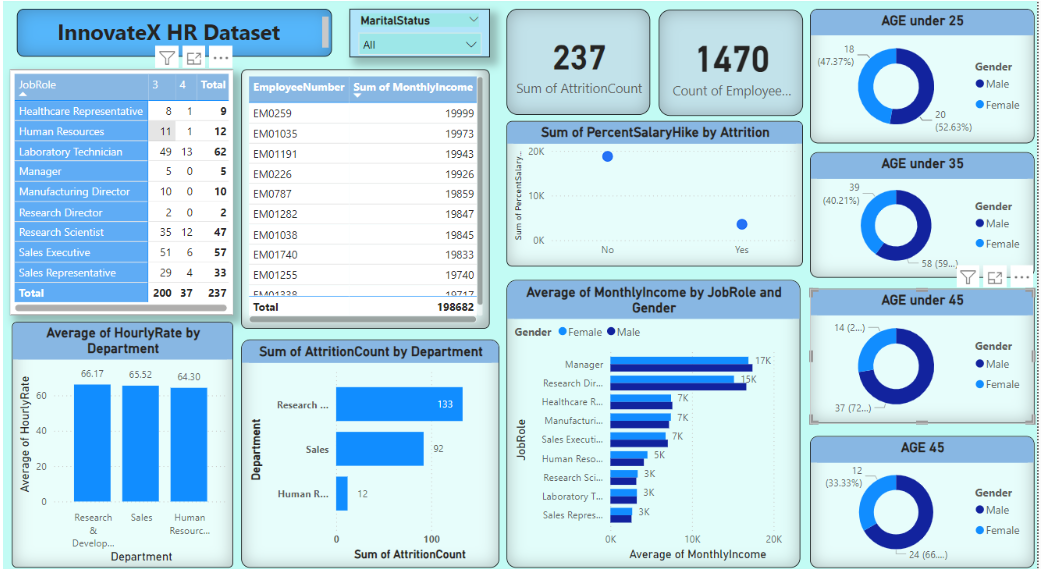 InnovateX HR Dataset
MaritalStatus
All
237
Sum of AttritionCount
1470
Count of Employee...
AGE under 25
18
(47.37%)
20
(52.63%)
Gender
Male
Female
JobRole 3 4 Total
Healthcare Representative 8 1 9
Human Resources 11 1 12
Laboratory Technician 49 13 62
Manager 5 0 5
Manufacturing Director 10 0 10
Research Director 2 0 2
Research Scientist 35 12 47
Sales Executive 51 6 57
Sales Representative 29 4 33
Total 200 37 237
EmployeeNumber Sum of MonthlyIncome
EM0259 19999
EM01035 19973
EM01191 19943
EM0226 19926
EM0787 19859
EM01282 19847
EM01038 19845
EM01740 19833
EM01255 19740
EM01338 19717
Total 198682
Sum of PercentSalaryHike by Attrition
Sum of PercentSalary...
20K
10K
0K
No Yes
AGE under 35
39
(40.21%)
58 (59...)
Gender
Male
Female
Average of HourlyRate by
Department
Average of HourlyRate
60
40
20
0
66.17 65.52 64.30
Research
&
Develop...
Sales
Human
Resourc...
Department
Sum of AttritionCount by Department
Department
Research ... 133
Sales 92
Human R... 12
0 100
Sum of AttritionCount
Average of MonthlyIncome by JobRole and
Gender
Gender Female Male
JobRole
Manager 17K
Research Dir... 15K
Healthcare R... 7K
Manufacturi... 7K
Sales Executi... 7K
Human Reso... 5K
Research Sci... 3K
Laboratory T... 3K
Sales Repres... 3K
0K 10K 20K
Average of MonthlyIncome
AGE under 45
14 (2...)
37 (72...)
Gender
Male
Female
AGE 45
12
(33.33%)
24 (66....)
Gender
Male
Female